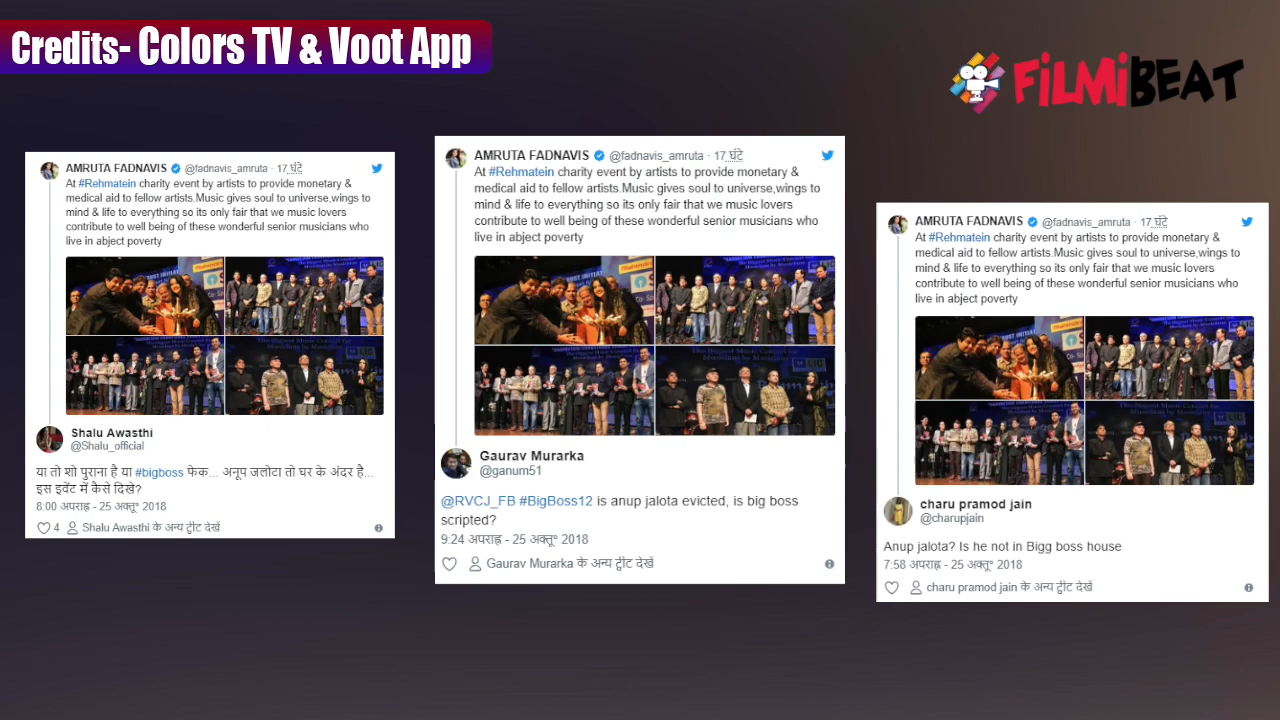 Credits- Colors TV & Voot App
FiLMiBEAT
AMRUTA FADNAVIS @fadnavis_amruta · 17 घंटे
At #Rehmatein charity event by artists to provide monetary &
medical aid to fellow artists.Music gives soul to universe,wings to
mind & life to everything so its only fair that we music lovers
contribute to well being of these wonderful senior musicians who
live in abject poverty
Shalu Awasthi
@Shalu_official
या तो शो पुराना है या #bigboss फेक... अनूप जलोटा तो घर के अंदर है...
इस इवेंट में कैसे दिखे?
8:00 अपराह्न - 25 अक्तू॰ 2018
4 Shalu Awasthi के अन्य ट्वीट देखें
AMRUTA FADNAVIS @fadnavis_amruta · 17 घंटे
At #Rehmatein charity event by artists to provide monetary &
medical aid to fellow artists.Music gives soul to universe,wings to
mind & life to everything so its only fair that we music lovers
contribute to well being of these wonderful senior musicians who
live in abject poverty
The Biggest Music Concert for
Musicians by Musicians
Gaurav Murarka
@ganum51
@RVCJ_FB #BigBoss12 is anup jalota evicted, is big boss
scripted?
9:24 अपराह्न - 25 अक्तू॰ 2018
Gaurav Murarka के अन्य ट्वीट देखें
AMRUTA FADNAVIS @fadnavis_amruta · 17 घंटे
At #Rehmatein charity event by artists to provide monetary &
medical aid to fellow artists.Music gives soul to universe,wings to
mind & life to everything so its only fair that we music lovers
contribute to well being of these wonderful senior musicians who
live in abject poverty
charu pramod jain
@charupjain
Anup jalota? Is he not in Bigg boss house
7:58 अपराह्न - 25 अक्तू॰ 2018
charu pramod jain के अन्य ट्वीट देखें